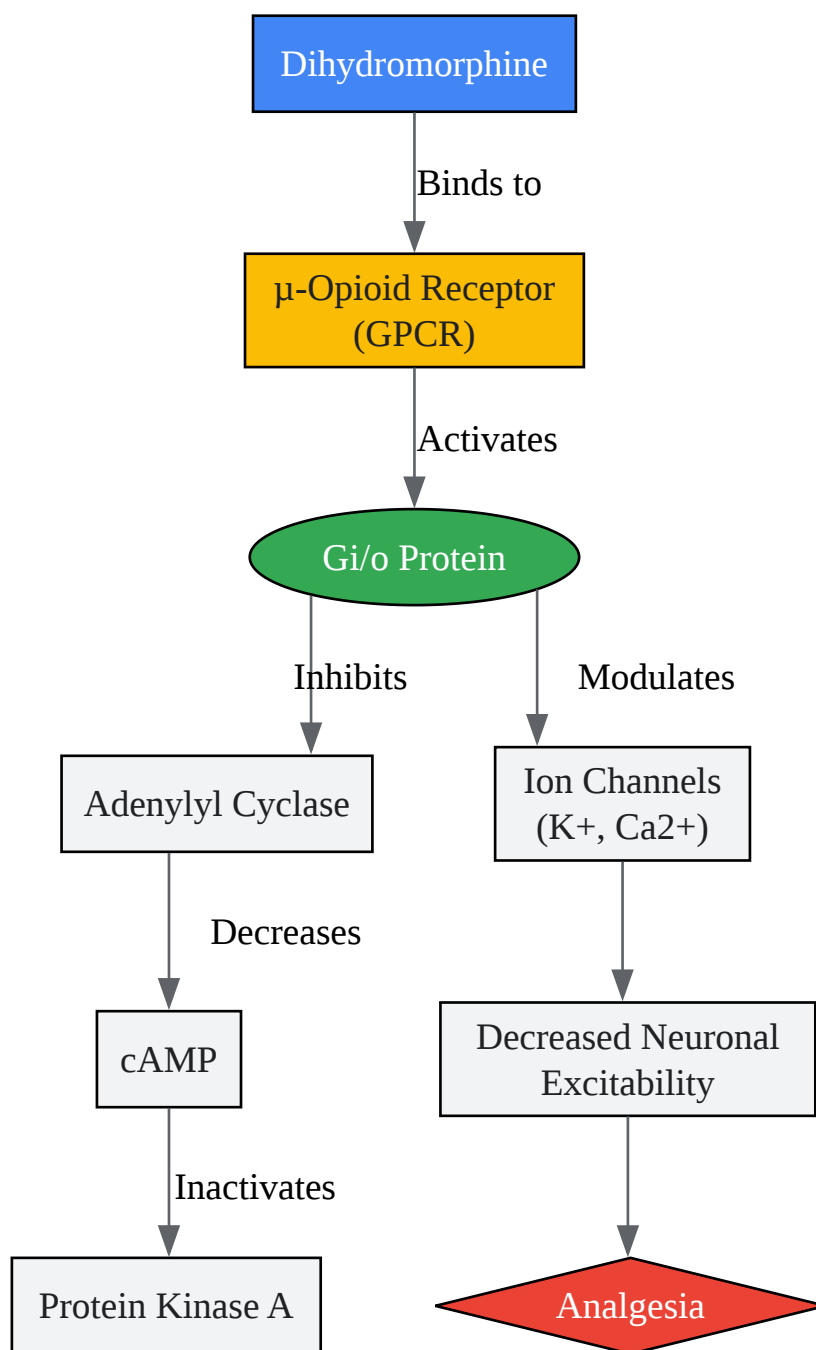 Dihydromorphine
Binds to
µ-Opioid Receptor
(GPCR)
Activates
Gi/o Protein
Inhibits
Modulates
Adenylyl Cyclase
Ion Channels
(K+, Ca2+)
Decreases
cAMP
Decreased Neuronal
Excitability
Inactivates
Protein Kinase A
Analgesia